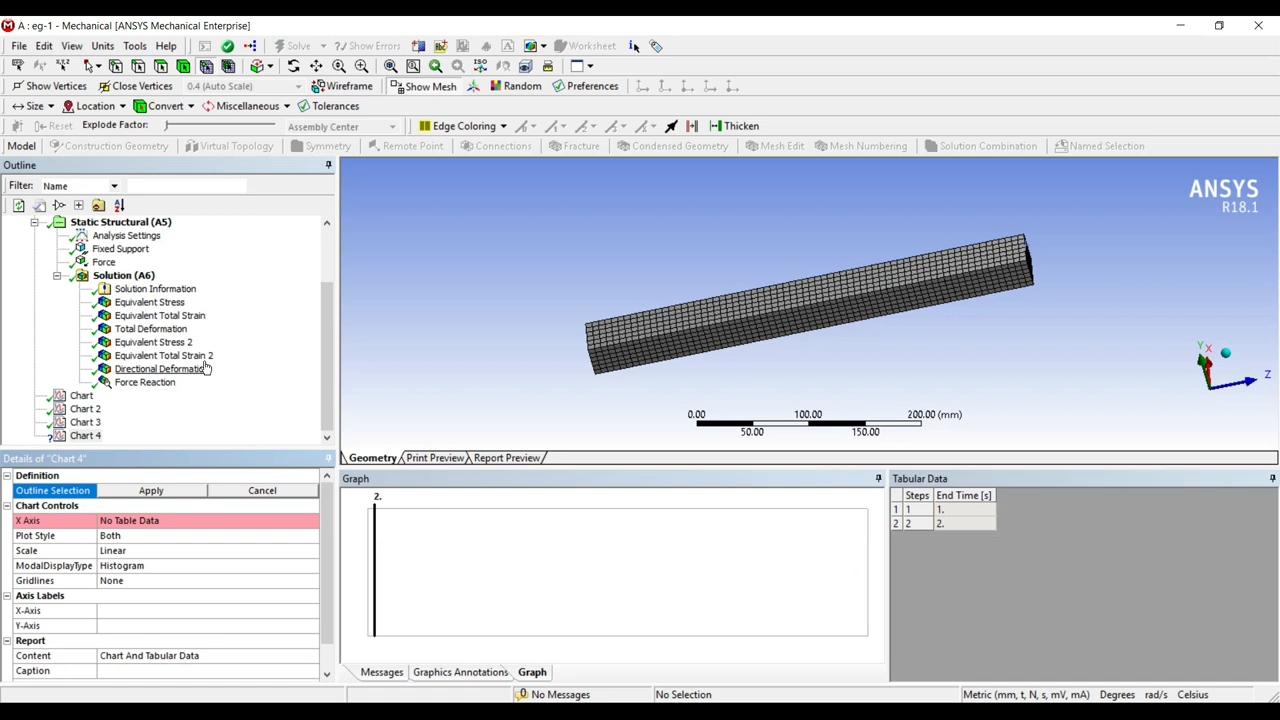 A : eg-1 - Mechanical [ANSYS Mechanical Enterprise]
File Edit View Units Tools Help Solve Show Errors Worksheet
Show Vertices Close Vertices 0.4 (Auto Scale) Wireframe Show Mesh Random Preferences
Size Location Convert Miscellaneous Tolerances
Reset Explode Factor: Assembly Center Edge Coloring Thicken
Model Construction Geometry Virtual Topology Symmetry Remote Point Connections Fracture Condensed Geometry Mesh Edit Mesh Numbering Solution Combination Named Selection
Outline
Filter: Name
Static Structural (A5)
Analysis Settings
Fixed Support
Force
Solution (A6)
Solution Information
Equivalent Stress
Equivalent Total Strain
Total Deformation
Equivalent Stress 2
Equivalent Total Strain 2
Directional Deformation
Force Reaction
Chart
Chart 2
Chart 3
Chart 4
ANSYS
R18.1
Y X
Z
0.00 100.00 200.00 (mm)
50.00 150.00
Geometry Print Preview Report Preview
Details of "Chart 4"
Definition
Outline Selection Apply Cancel
Chart Controls
X Axis No Table Data
Plot Style Both
Scale Linear
ModalDisplayType Histogram
Gridlines None
Axis Labels
X-Axis
Y-Axis
Report
Content Chart And Tabular Data
Caption
Graph
2.
Messages Graphics Annotations Graph
Tabular Data
Steps End Time [s]
1 1 1.
2 2 2.
No Messages No Selection Metric (mm, t, N, s, mV, mA) Degrees rad/s Celsius